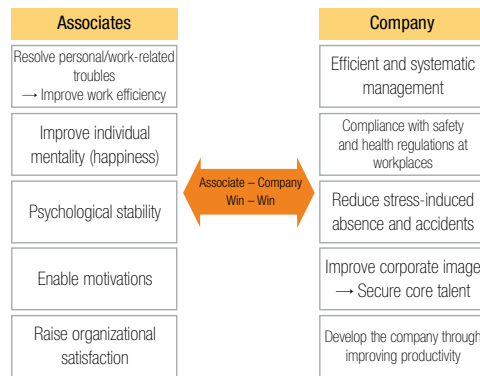 Associates
Resolve personal/work-related
troubles
→ Improve work efficiency
Improve individual
mentality (happiness)
Psychological stability
Enable motivations
Raise organizational
satisfaction
Associate – Company
Win – Win
Company
Efficient and systematic
management
Compliance with safety
and health regulations at
workplaces
Reduce stress-induced
absence and accidents
Improve corporate image
→ Secure core talent
Develop the company through
improving productivity